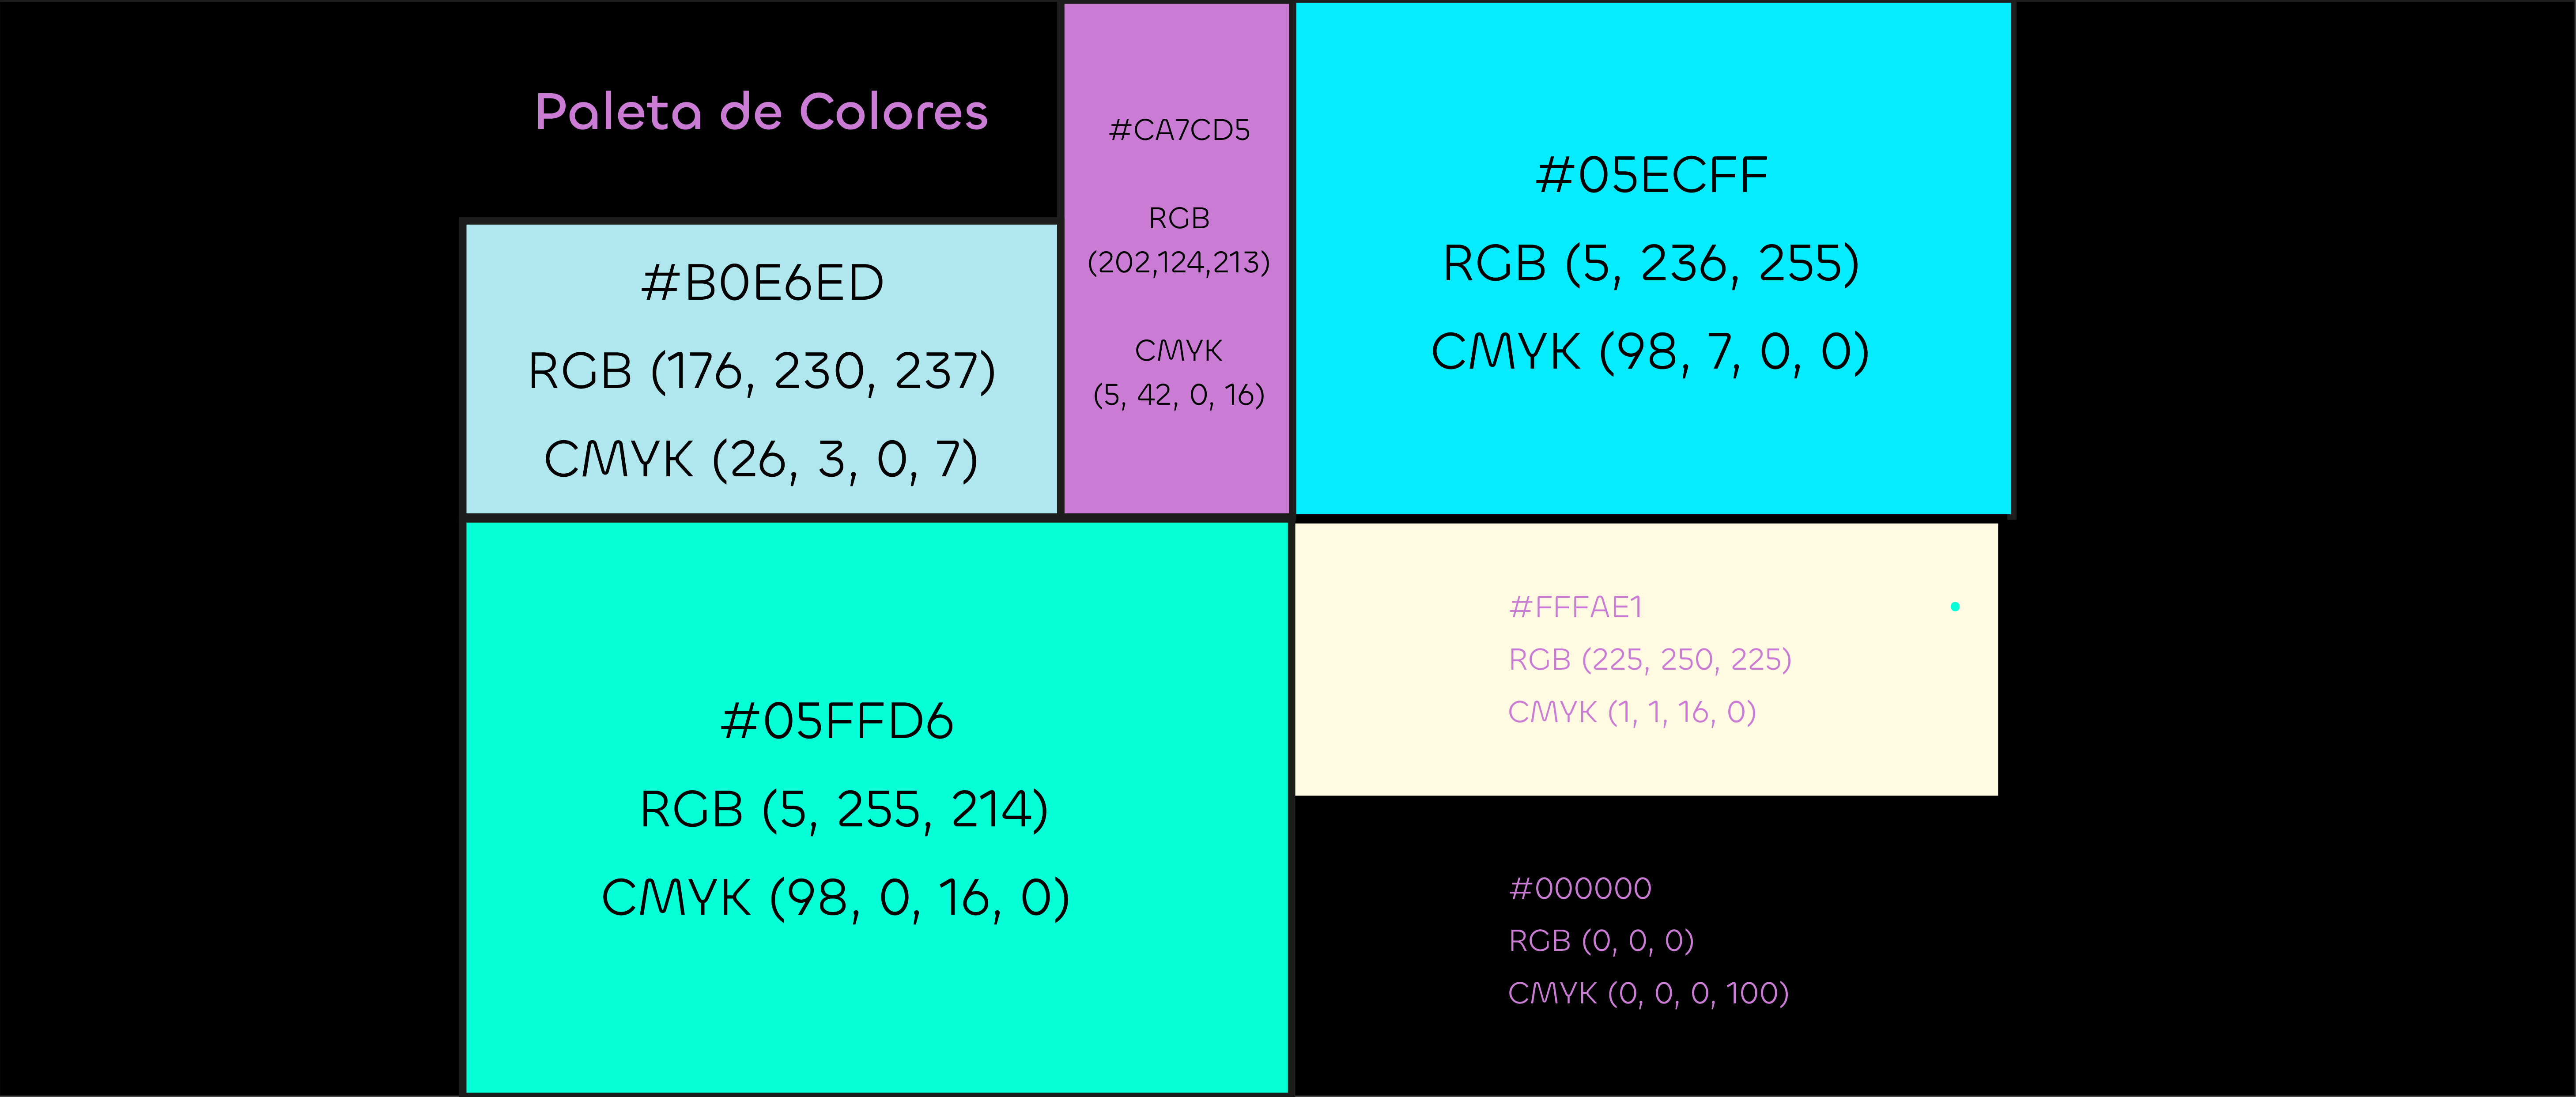 Paleta de Colores
#B0E6ED
RGB (176, 230, 237)
CMYK (26, 3, 0, 7)
#CA7CD5
RGB
(202,124,213)
CMYK
(5, 42, 0, 16)
#05ECFF
RGB (5, 236, 255)
CMYK (98, 7, 0, 0)
#05FFD6
RGB (5, 255, 214)
CMYK (98, 0, 16, 0)
#FFFAE1
RGB (225, 250, 225)
CMYK (1, 1, 16, 0)
#000000
RGB (0, 0, 0)
CMYK (0, 0, 0, 100)